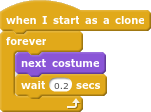 when I start as a clone
forever
next costume
wait 0.2 secs